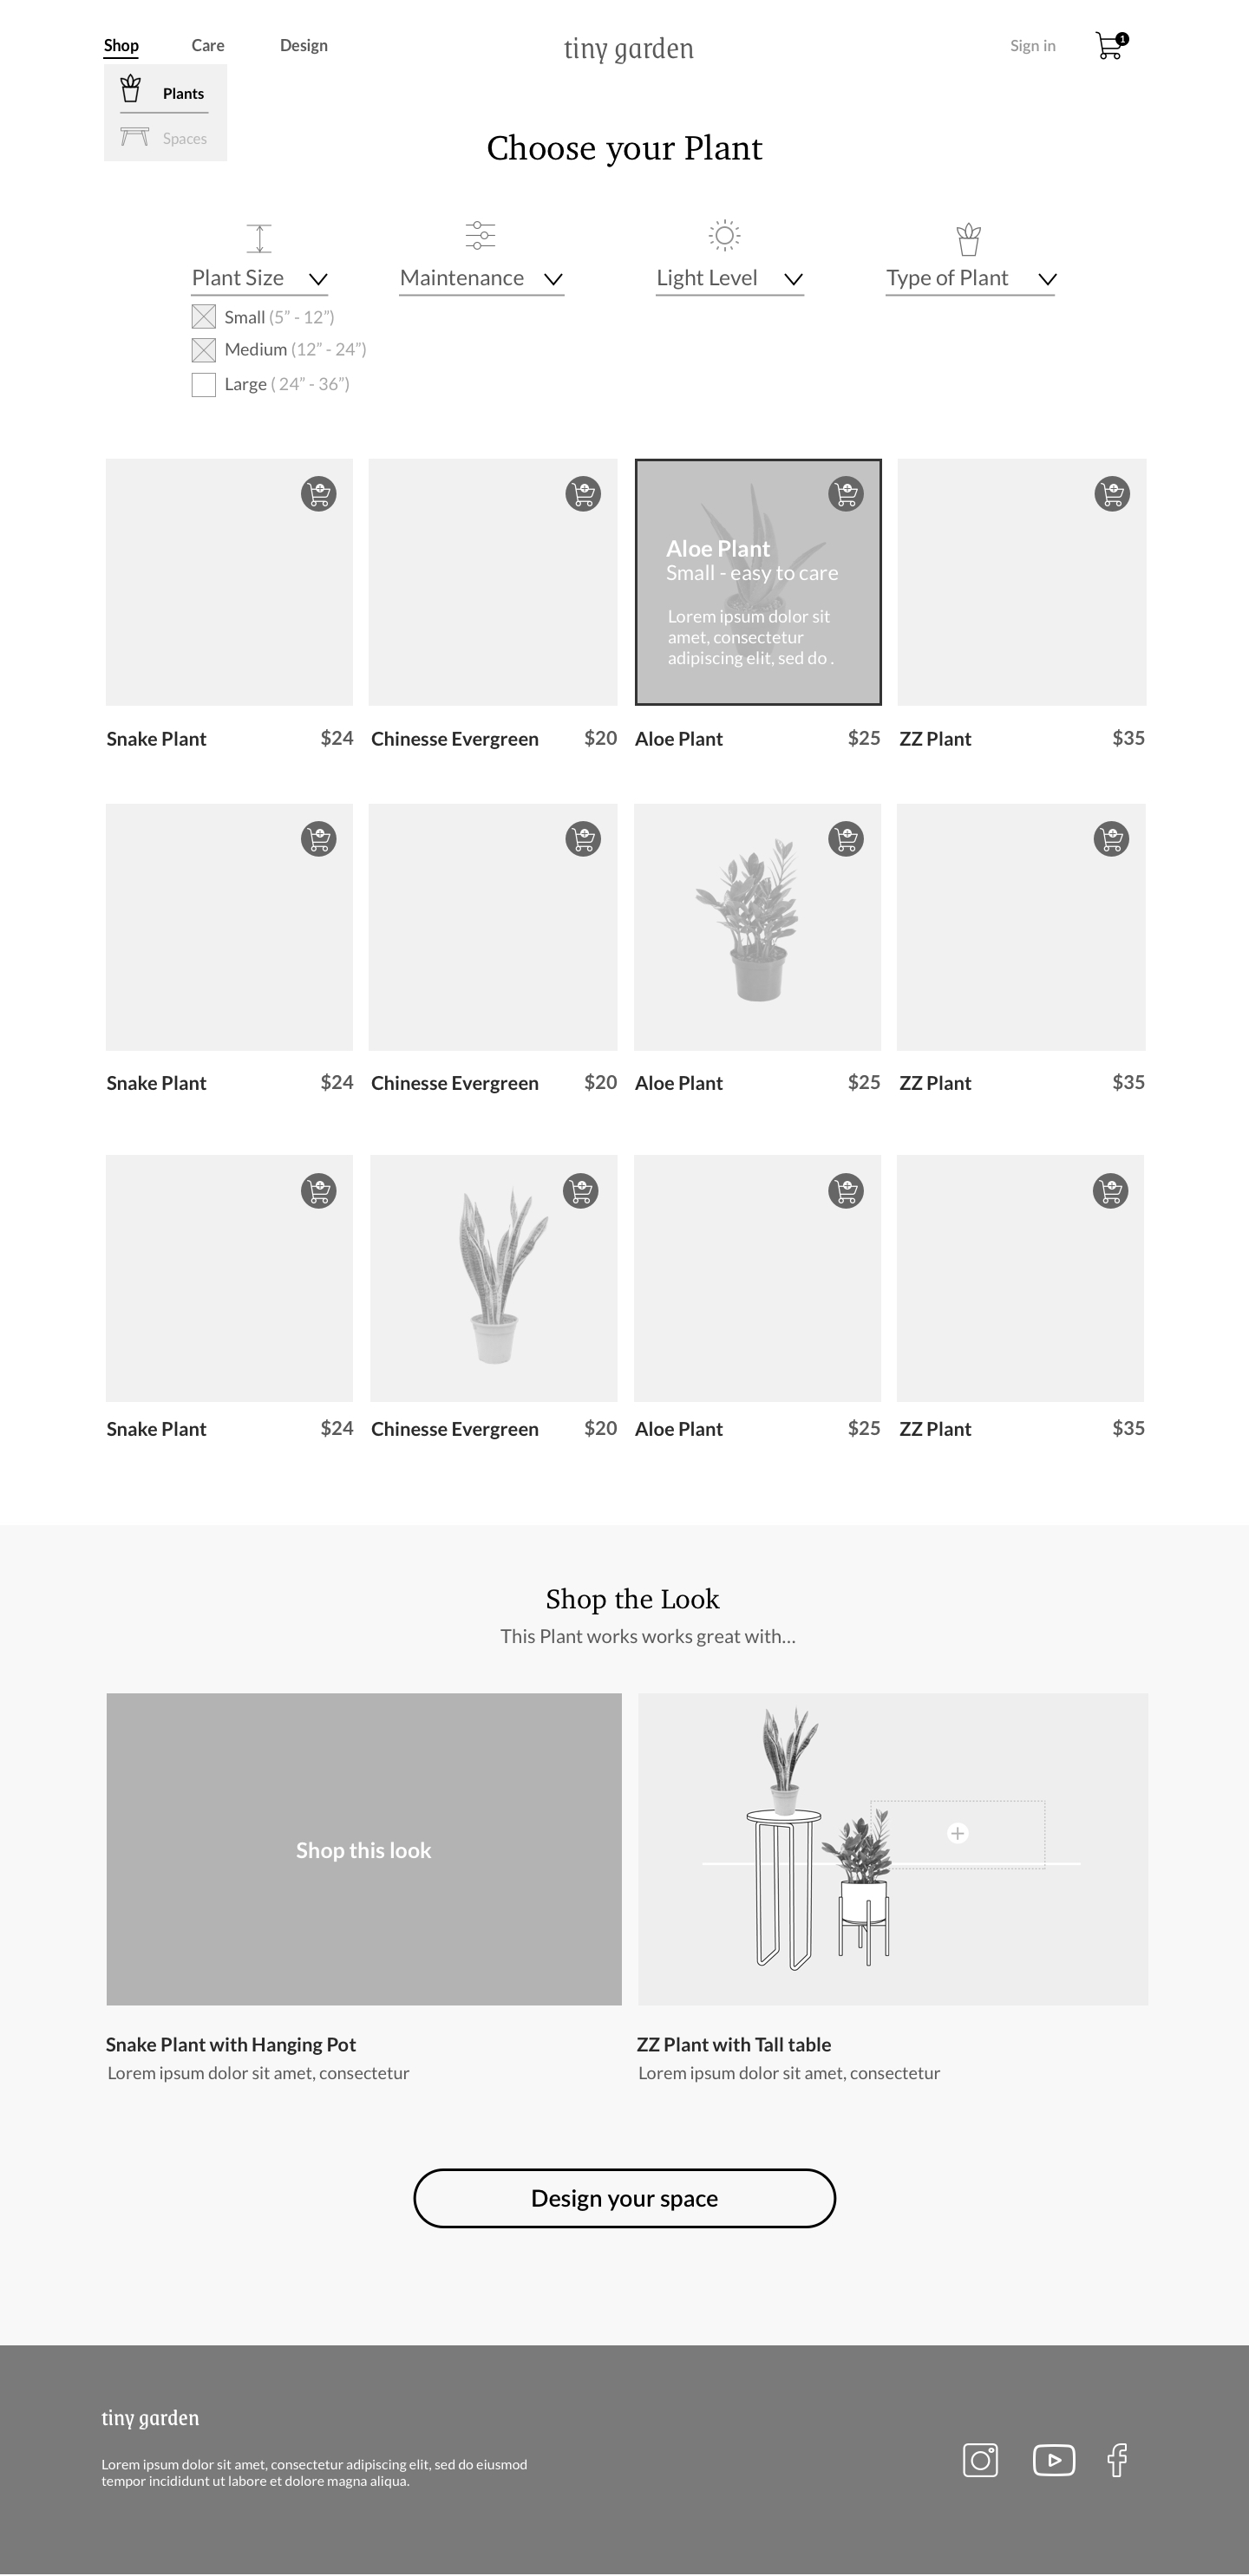 Shop Care Design tiny garden Sign in 1
Plants
Spaces
Choose your Plant
Plant Size Maintenance Light Level Type of Plant
Small (5” - 12”)
Medium (12” - 24”)
Large ( 24” - 36”)
Aloe Plant
Small - easy to care
Lorem ipsum dolor sit
amet, consectetur
adipiscing elit, sed do .
Snake Plant $24 Chinesse Evergreen $20 Aloe Plant $25 ZZ Plant $35
Snake Plant $24 Chinesse Evergreen $20 Aloe Plant $25 ZZ Plant $35
Snake Plant $24 Chinesse Evergreen $20 Aloe Plant $25 ZZ Plant $35
Shop the Look
This Plant works works great with...
Shop this look
Snake Plant with Hanging Pot ZZ Plant with Tall table
Lorem ipsum dolor sit amet, consectetur Lorem ipsum dolor sit amet, consectetur
Design your space
tiny garden
Lorem ipsum dolor sit amet, consectetur adipiscing elit, sed do eiusmod
tempor incididunt ut labore et dolore magna aliqua.